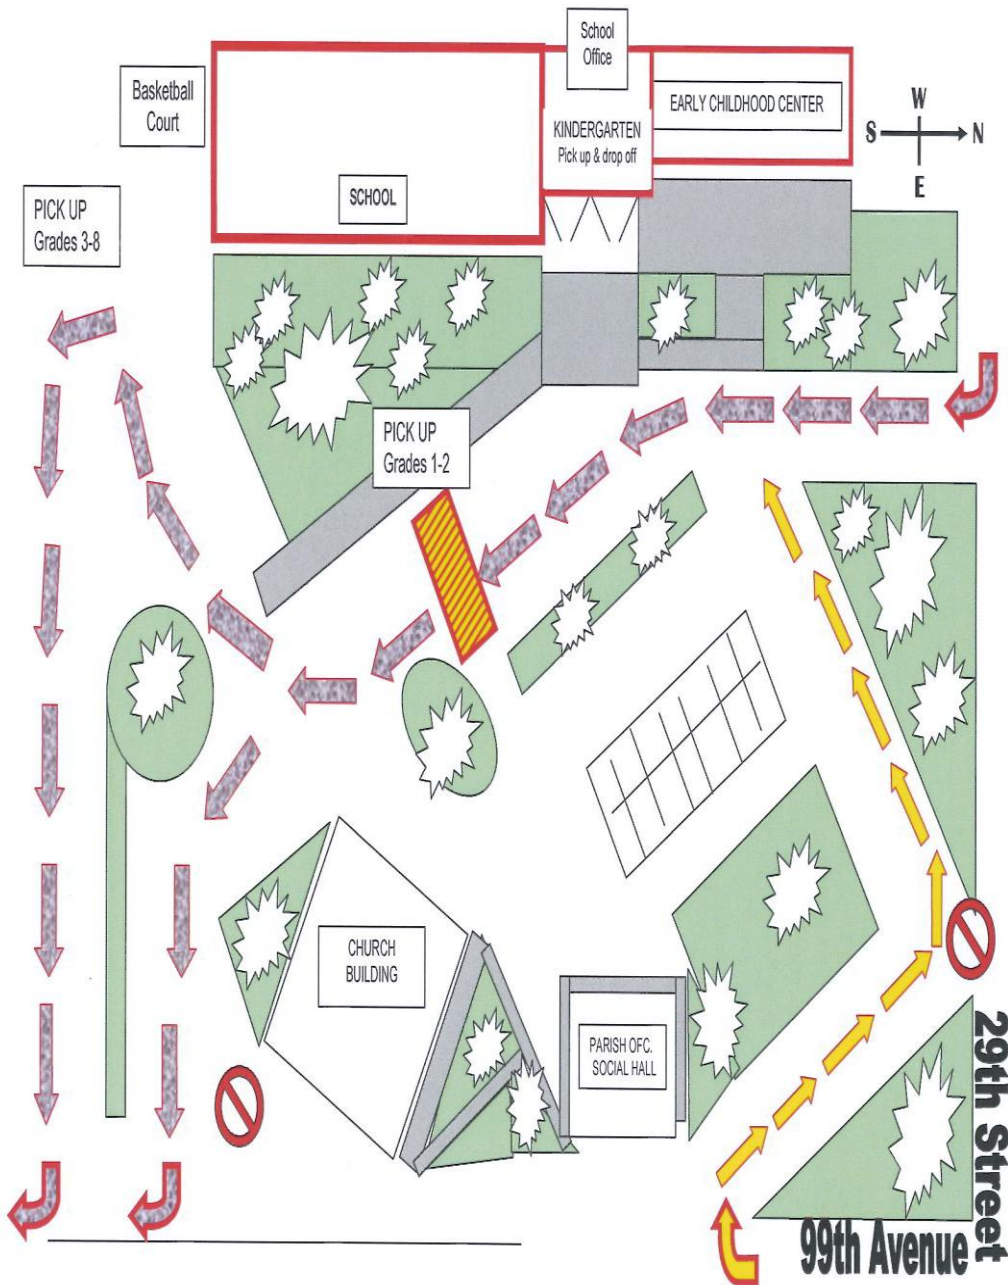 School
Office
Basketball
Court
EARLY CHILDHOOD CENTER
W
S
N
E
KINDERGARTEN
Pick up & drop off
SCHOOL
PICK UP
Grades 3-8
PICK UP
Grades 1-2
CHURCH
BUILDING
PARISH OFC.
SOCIAL HALL
29th Street
99th Avenue